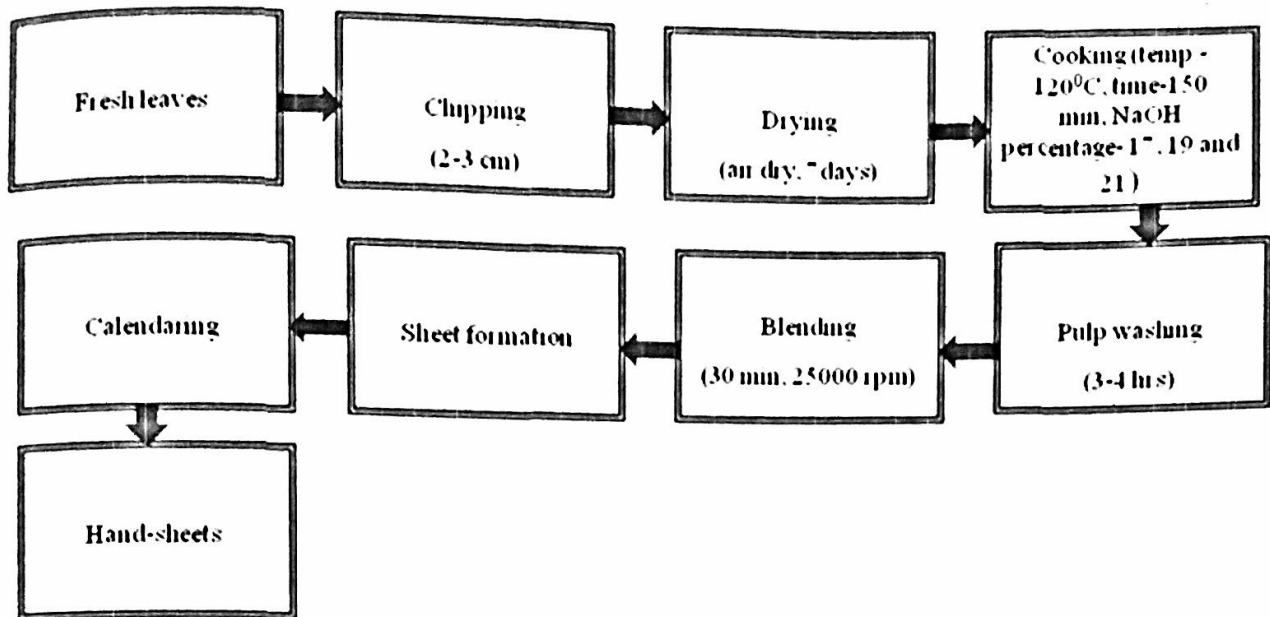 Fresh leaves
Chipping
(2-3 cm)
Drying
(air dry, 7 days)
Cooking (temp -
120⁰C, time-150
min, NaOH
percentage- 17, 19 and
21)
Pulp washing
(3-4 hrs)
Blending
(30 min, 25000 rpm)
Sheet formation
Calendaring
Hand-sheets